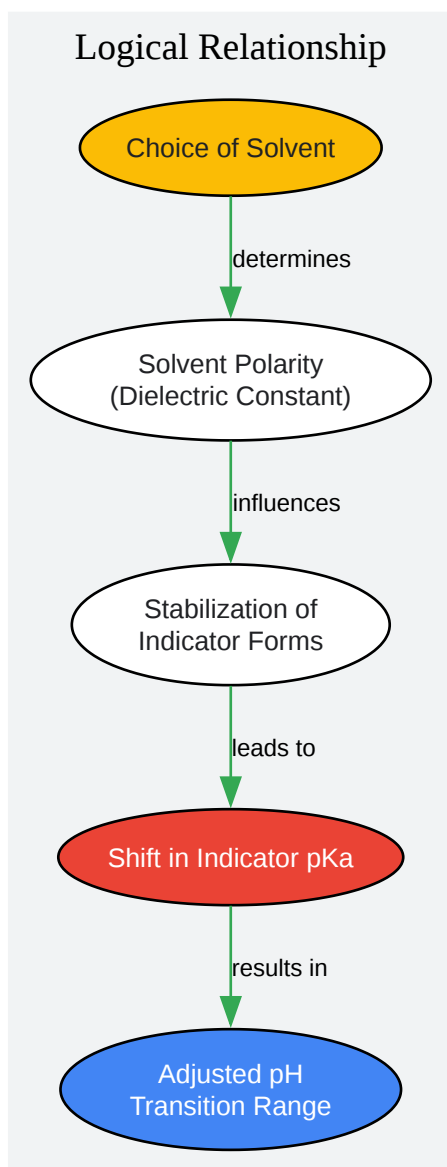 Logical Relationship
Choice of Solvent
determines
Solvent Polarity
(Dielectric Constant)
influences
Stabilization of
Indicator Forms
leads to
Shift in Indicator pKa
results in
Adjusted pH
Transition Range